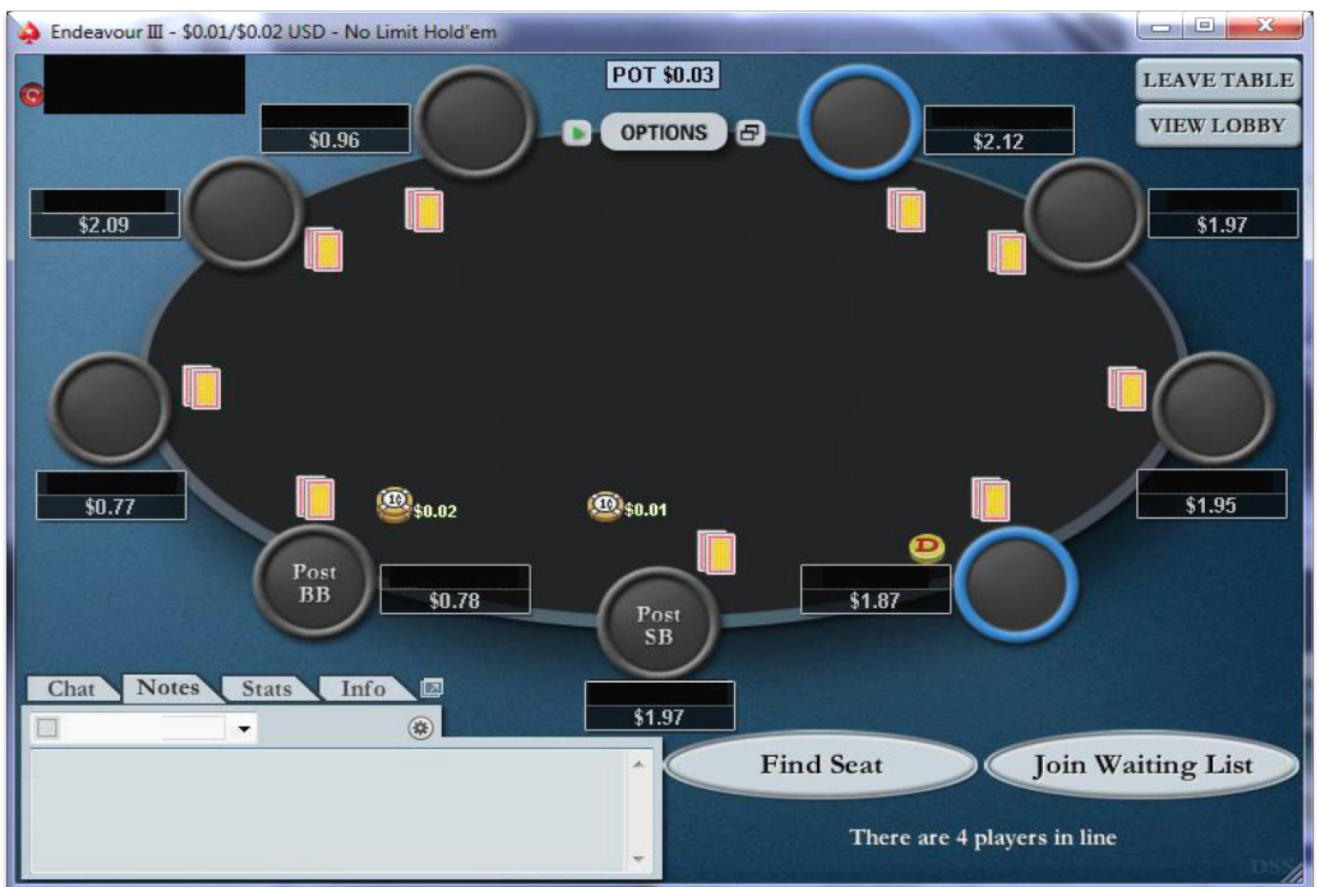 Endeavour III - $0.01/$0.02 USD - No Limit Hold'em
POT $0.03
LEAVE TABLE
VIEW LOBBY
OPTIONS
$0.96
$2.12
$2.09
$1.97
$0.77
$1.95
1¢ $0.02
1¢ $0.01
D
Post
BB
$0.78
Post
SB
$1.87
$1.97
Chat Notes Stats Info
Find Seat
Join Waiting List
There are 4 players in line
DSS